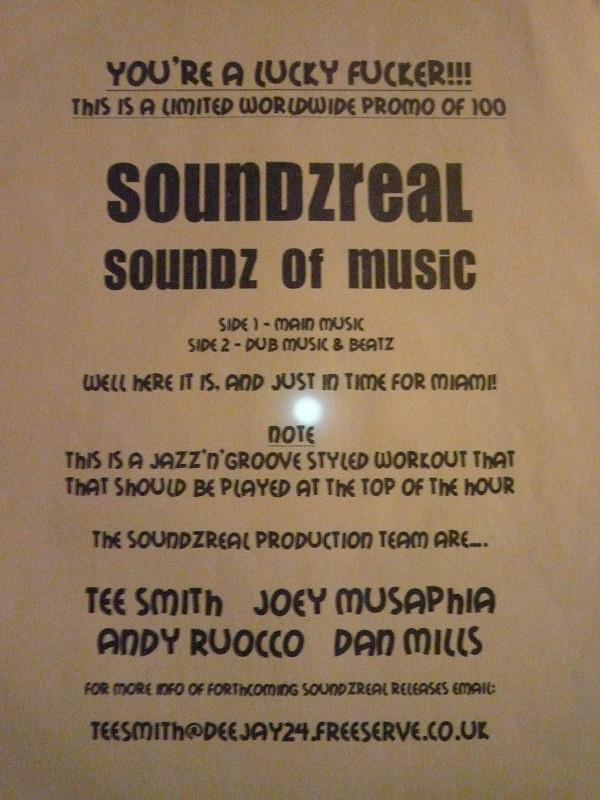 YOU'RE A LUCKY FUCKER!!!
THIS IS A LIMITED WORLDWIDE PROMO OF 100
SOUNDZREAL
SOUNDZ OF MUSIC
SIDE 1 - MAIN MUSIC
SIDE 2 - DUB MUSIC & BEATZ
WELL HERE IT IS, AND JUST IN TIME FOR MIAMI!
NOTE
THIS IS A JAZZ'N'GROOVE STYLED WORKOUT THAT
THAT SHOULD BE PLAYED AT THE TOP OF THE HOUR
THE SOUNDZREAL PRODUCTION TEAM ARE....
TEE SMITH JOEY MUSAPHIA
ANDY RUOCCO DAN MILLS
FOR MORE INFO OF FORTHCOMING SOUNDZREAL RELEASES EMAIL:
TEESMITH@DEEJAY24.FREESERVE.CO.UK